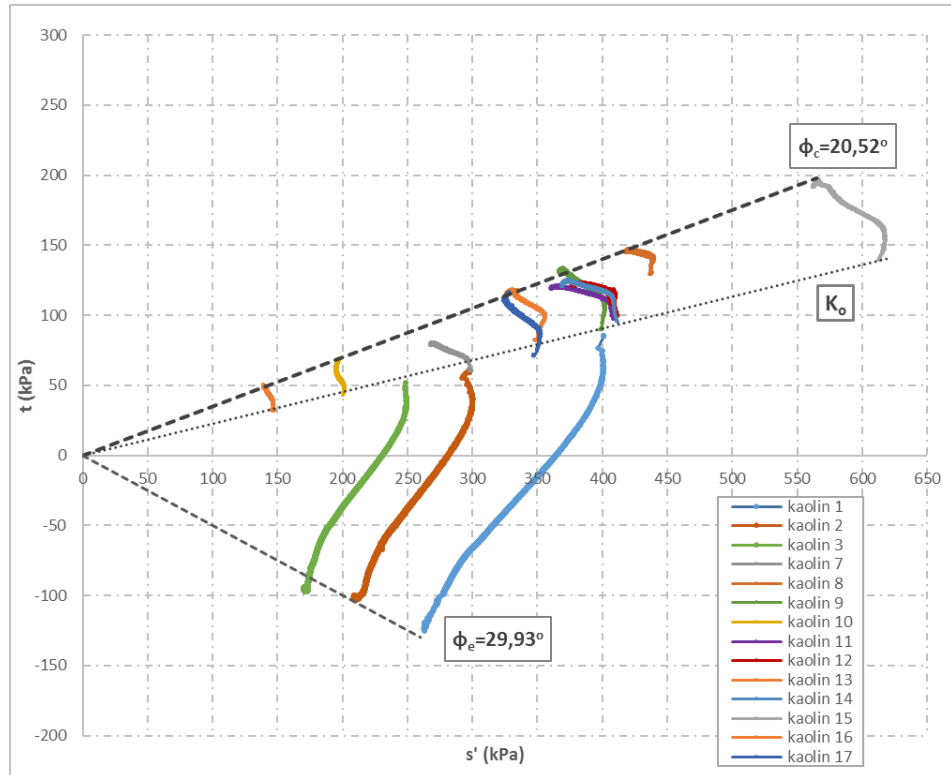 300
250
200
150
100
50
0
-50
-100
-150
-200
0 50 100 150 200 250 300 350 400 450 500 550 600 650
t (kPa)
s' (kPa)
ϕc=20,52º
Ko
ϕe=29,93º
kaolin 1
kaolin 2
kaolin 3
kaolin 7
kaolin 8
kaolin 9
kaolin 10
kaolin 11
kaolin 12
kaolin 13
kaolin 14
kaolin 15
kaolin 16
kaolin 17